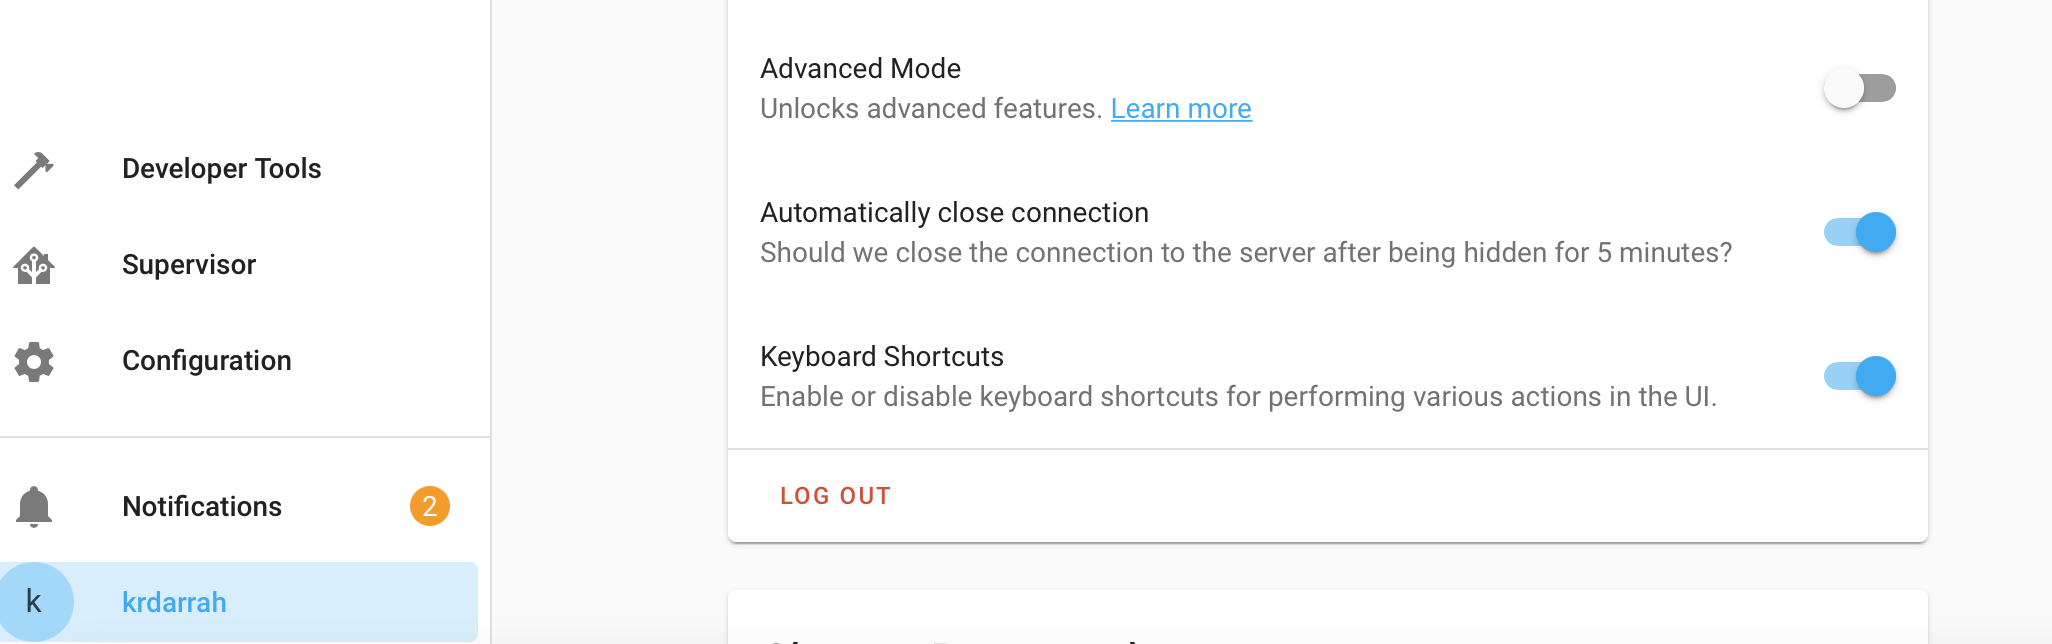 Advanced Mode
Unlocks advanced features. Learn more
Developer Tools
Automatically close connection
Should we close the connection to the server after being hidden for 5 minutes?
Supervisor
Keyboard Shortcuts
Enable or disable keyboard shortcuts for performing various actions in the UI.
Configuration
LOG OUT
Notifications 2
k krdarrah